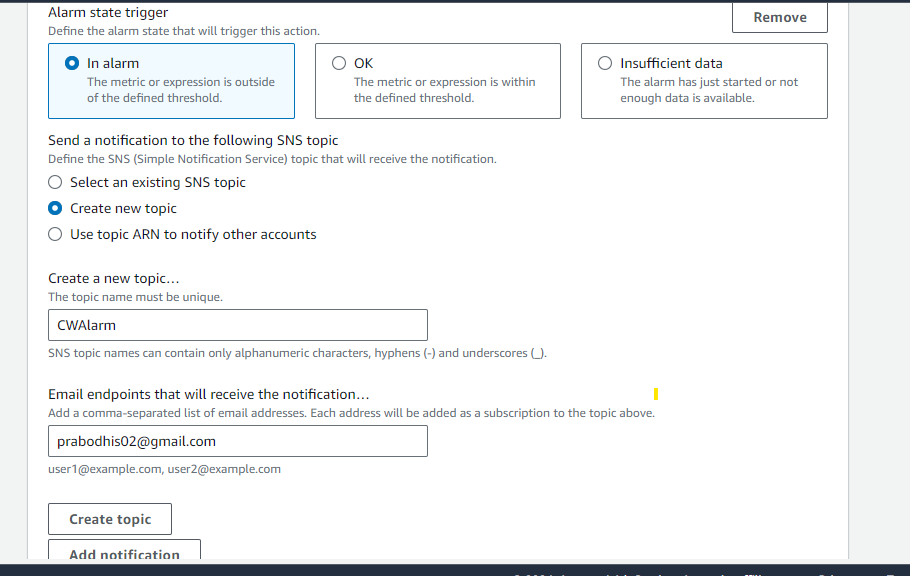 Alarm state trigger
Remove
Define the alarm state that will trigger this action.
In alarm
The metric or expression is outside
of the defined threshold.
OK
The metric or expression is within
the defined threshold.
Insufficient data
The alarm has just started or not
enough data is available.
Send a notification to the following SNS topic
Define the SNS (Simple Notification Service) topic that will receive the notification.
Select an existing SNS topic
Create new topic
Use topic ARN to notify other accounts
Create a new topic…
The topic name must be unique.
CWAlarm
SNS topic names can contain only alphanumeric characters, hyphens (-) and underscores (_).
Email endpoints that will receive the notification…
Add a comma-separated list of email addresses. Each address will be added as a subscription to the topic above.
prabodhis02@gmail.com
user1@example.com, user2@example.com
Create topic
Add notification